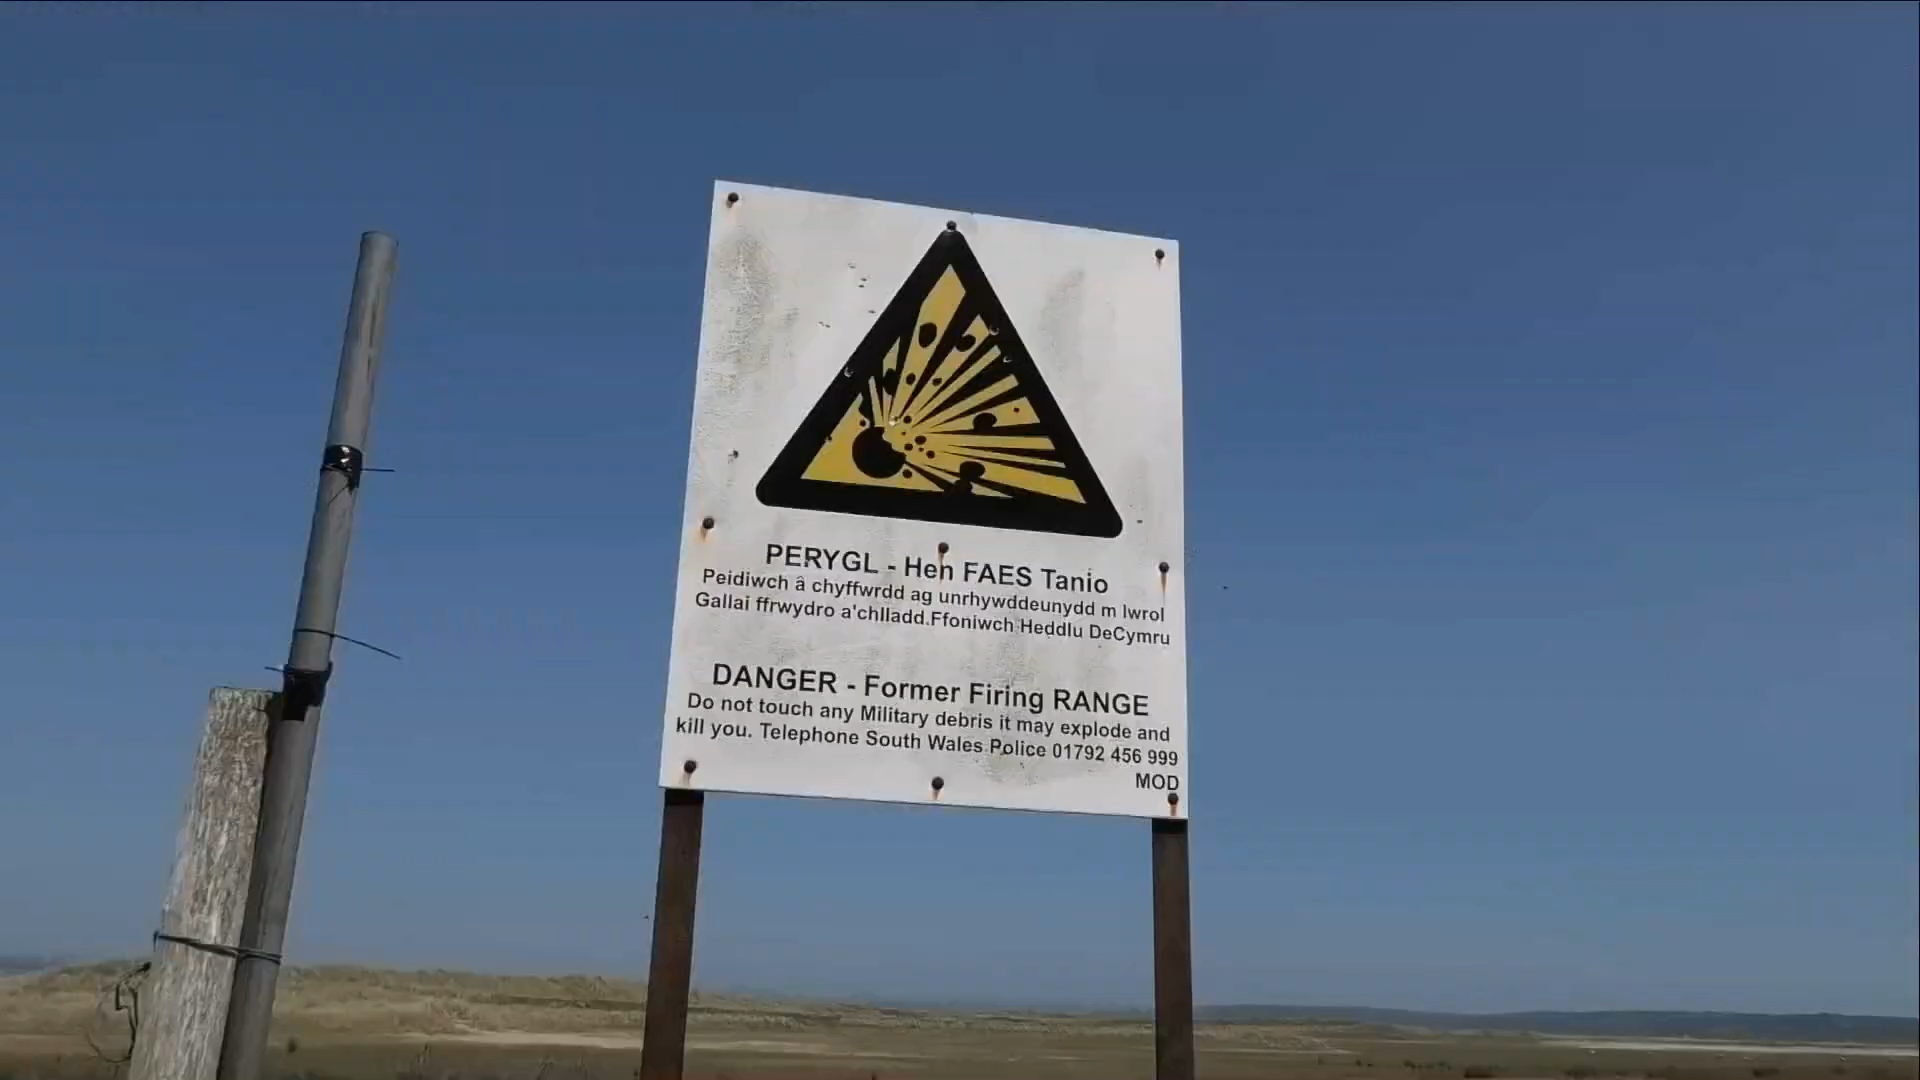 PERYGL - Hen FAES Tanio
Peidiwch â chyffwrdd ag unrhywddeunydd m lwrol
Gallai ffrwydro a'chlladd.Ffoniwch Heddlu DeCymru
DANGER - Former Firing RANGE
Do not touch any Military debris it may explode and
kill you. Telephone South Wales Police 01792 456 999
MOD